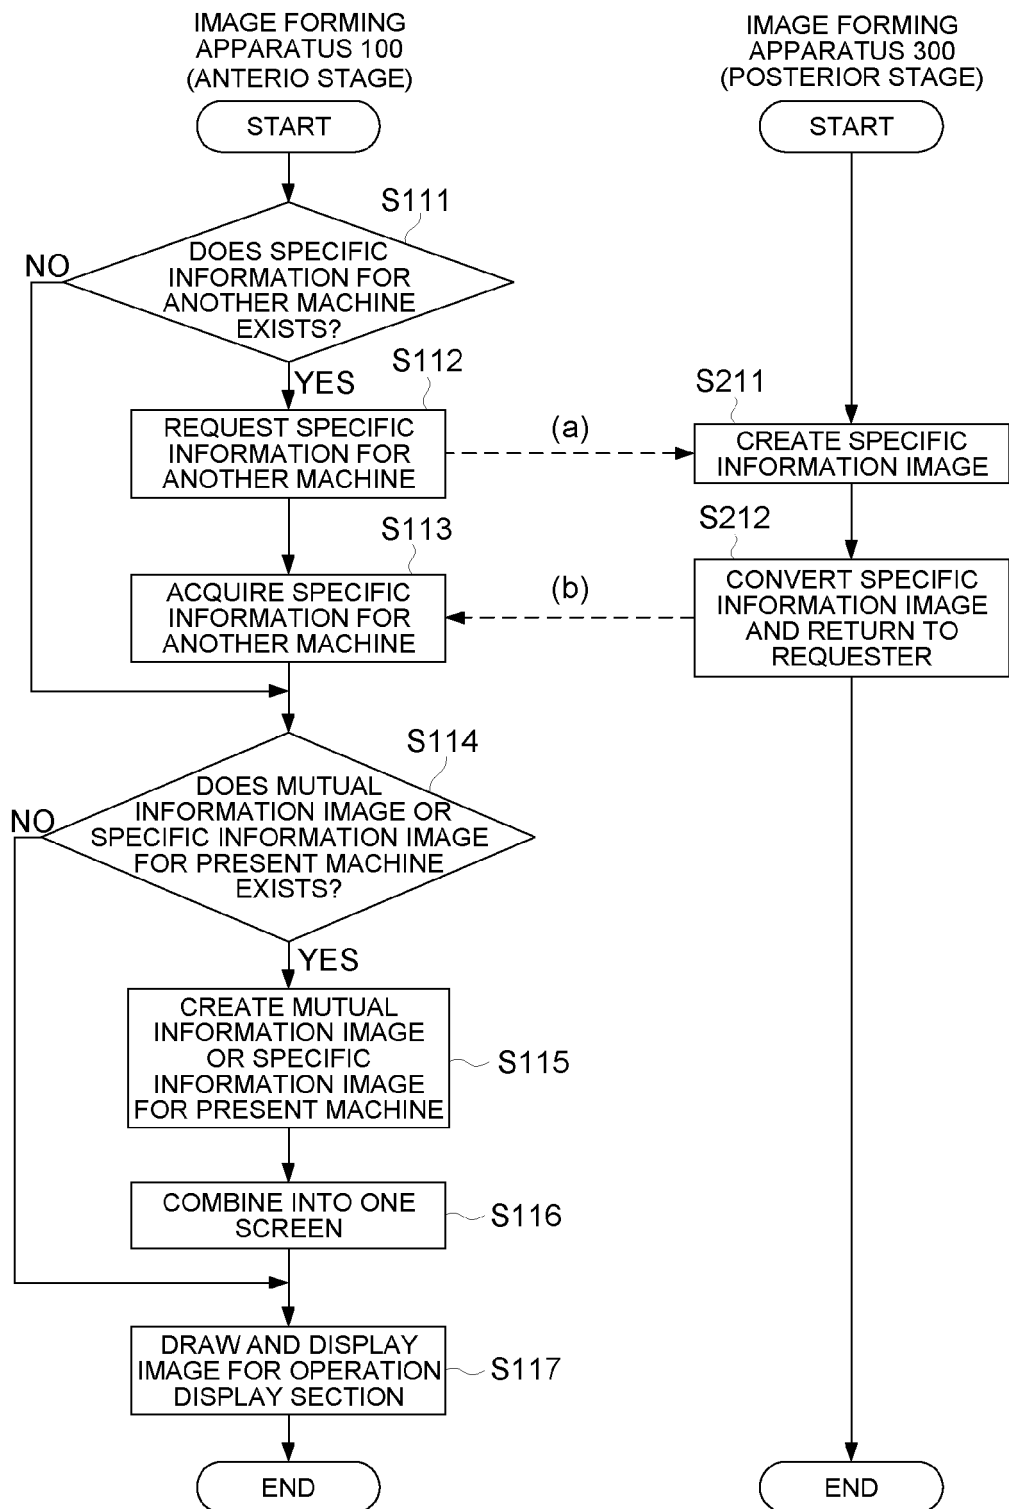 IMAGE FORMING
APPARATUS 100
(ANTERIO STAGE)
START
S111
DOES SPECIFIC
INFORMATION FOR
ANOTHER MACHINE
EXISTS?
NO
YES
S112
REQUEST SPECIFIC
INFORMATION FOR
ANOTHER MACHINE
(a)
S113
ACQUIRE SPECIFIC
INFORMATION FOR
ANOTHER MACHINE
(b)
S114
DOES MUTUAL
INFORMATION IMAGE OR
SPECIFIC INFORMATION IMAGE
FOR PRESENT MACHINE
EXISTS?
NO
YES
CREATE MUTUAL
INFORMATION IMAGE
OR SPECIFIC
INFORMATION IMAGE
FOR PRESENT MACHINE
S115
COMBINE INTO ONE
SCREEN
S116
DRAW AND DISPLAY
IMAGE FOR OPERATION
DISPLAY SECTION
S117
END
IMAGE FORMING
APPARATUS 300
(POSTERIOR STAGE)
START
S211
CREATE SPECIFIC
INFORMATION IMAGE
S212
CONVERT SPECIFIC
INFORMATION IMAGE
AND RETURN TO
REQUESTER
END